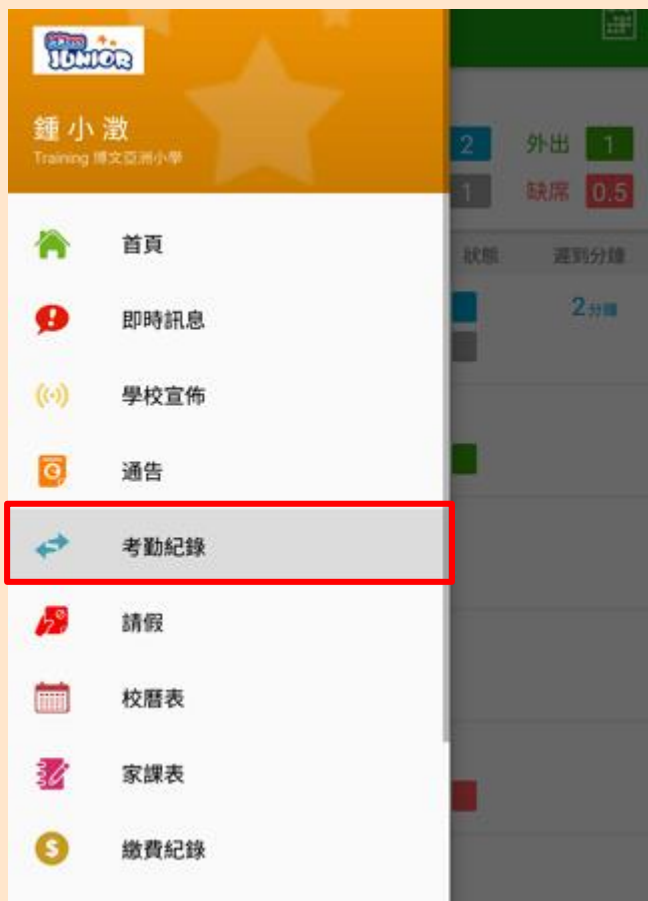 JUNIOR
鍾 小 澂
Training 博文亞洲小學
2 外出 1
1 缺席 0.5
狀態 遲到分鐘
2分鐘
首頁
即時訊息
學校宣佈
通告
考勤紀錄
請假
校曆表
家課表
繳費紀錄